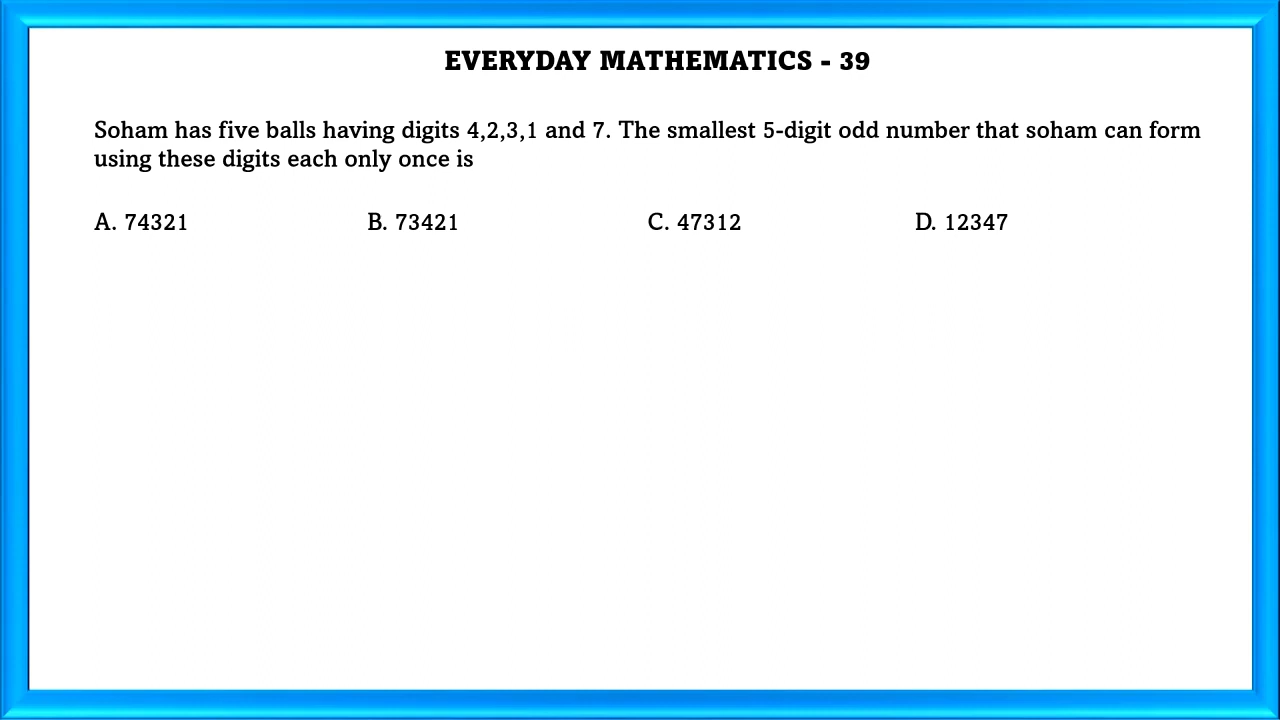 EVERYDAY MATHEMATICS - 39
Soham has five balls having digits 4,2,3,1 and 7. The smallest 5-digit odd number that soham can form
using these digits each only once is
A. 74321 B. 73421 C. 47312 D. 12347